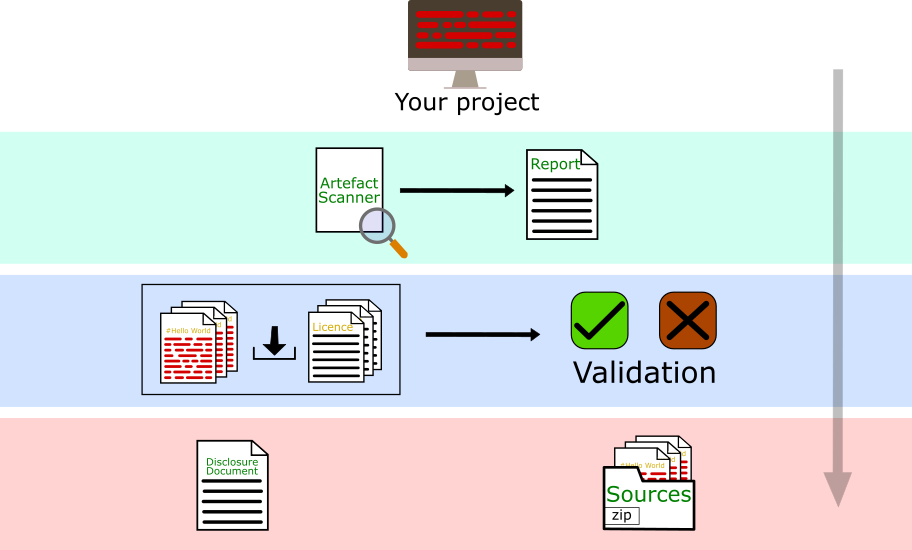 Your project
Artefact
Scanner
Report
#Hello World
Licence
Validation
Disclosure
Document
#Hello World
Sources
zip